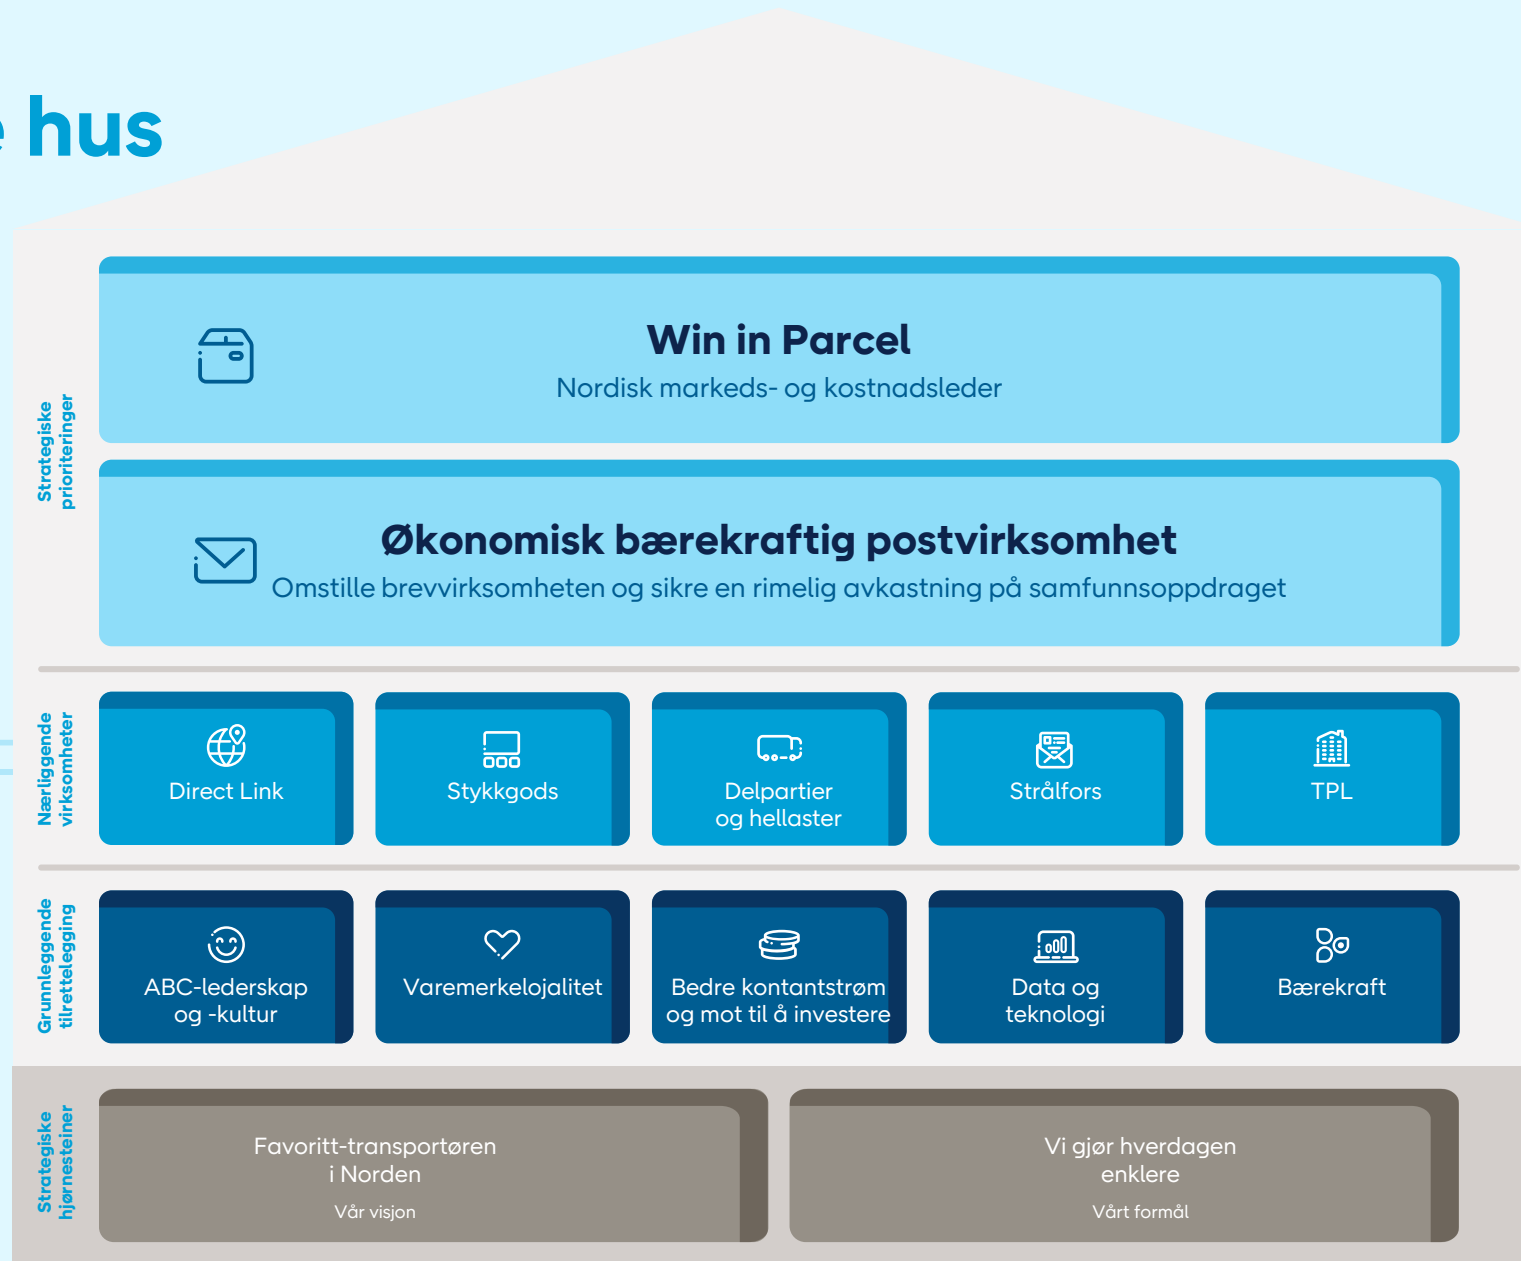 e hus
Strategiske
prioriteringer
Win in Parcel
Nordisk markeds- og kostnadsleder
Økonomisk bærekraftig postvirksomhet
Omstille brevvirksomheten og sikre en rimelig avkastning på samfunnsoppdraget
Nærliggende
virksomheter
Direct Link
Stykkgods
Delpartier
og hellaster
Strålfors
TPL
Grunnleggende
tilrettelegging
ABC-lederskap
og -kultur
Varemerkelojalitet
Bedre kontantstrøm
og mot til å investere
Data og
teknologi
Bærekraft
Strategiske
hjørnesteiner
Favoritt-transportøren
i Norden
Vår visjon
Vi gjør hverdagen
enklere
Vårt formål